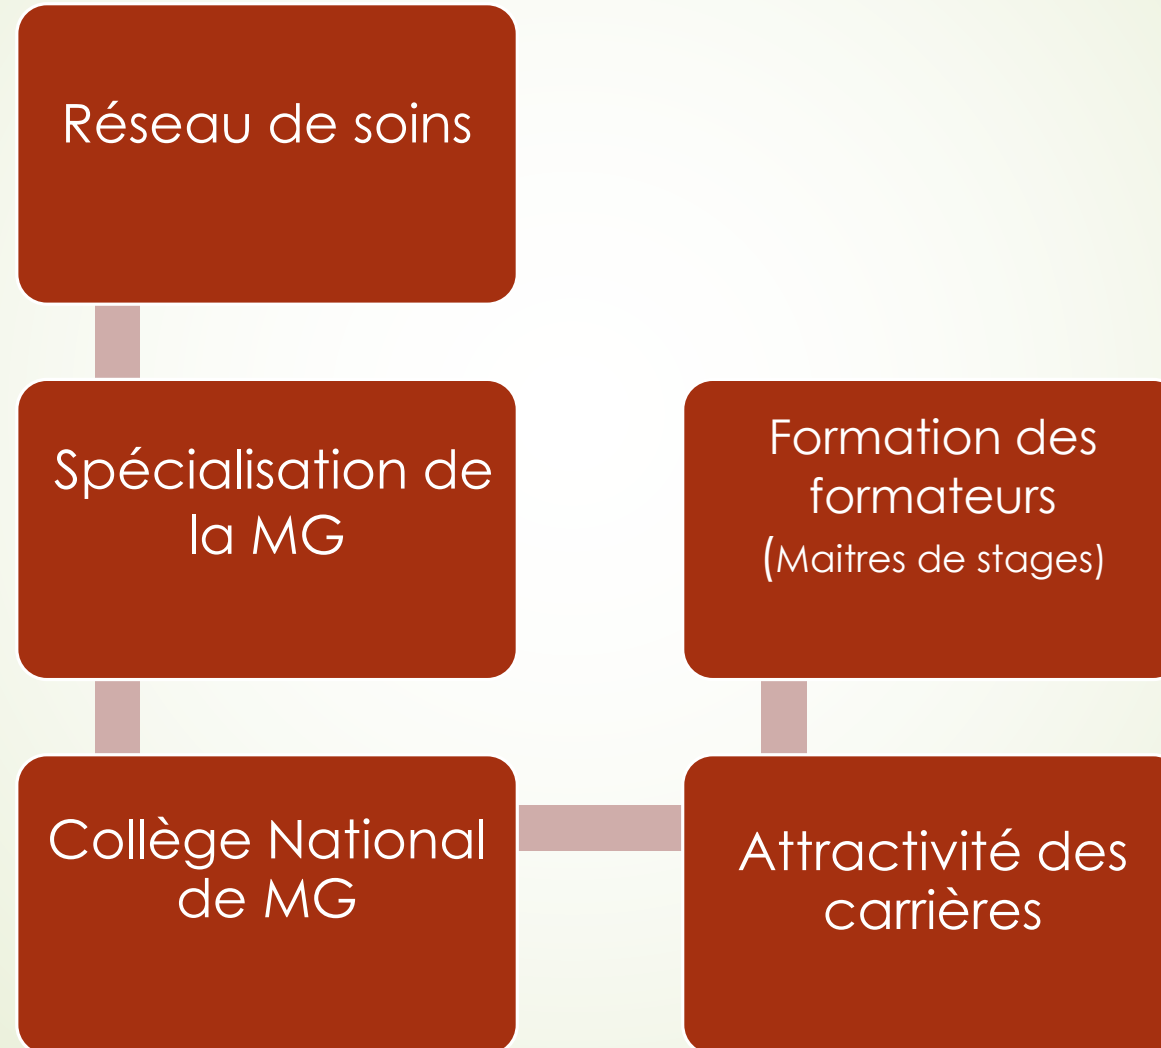 Réseau de soins
Spécialisation de
la MG
Collège National
de MG
Attractivité des
carrières
Formation des
formateurs
(Maitres de stages)